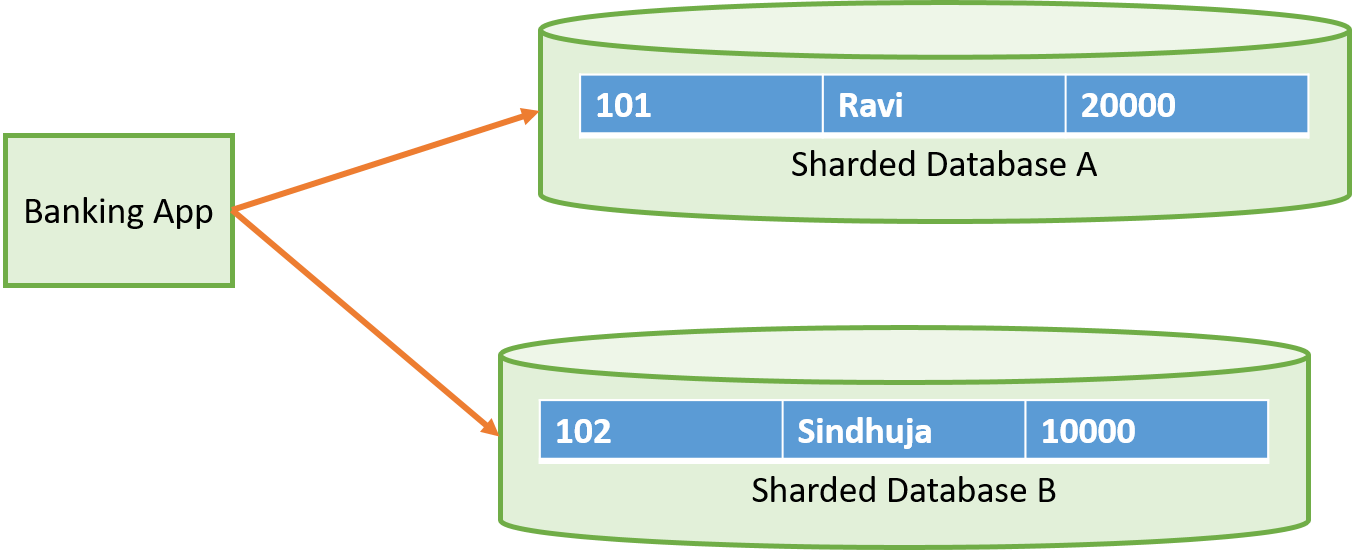 Banking App
101 Ravi 20000
Sharded Database A
102 Sindhuja 10000
Sharded Database B